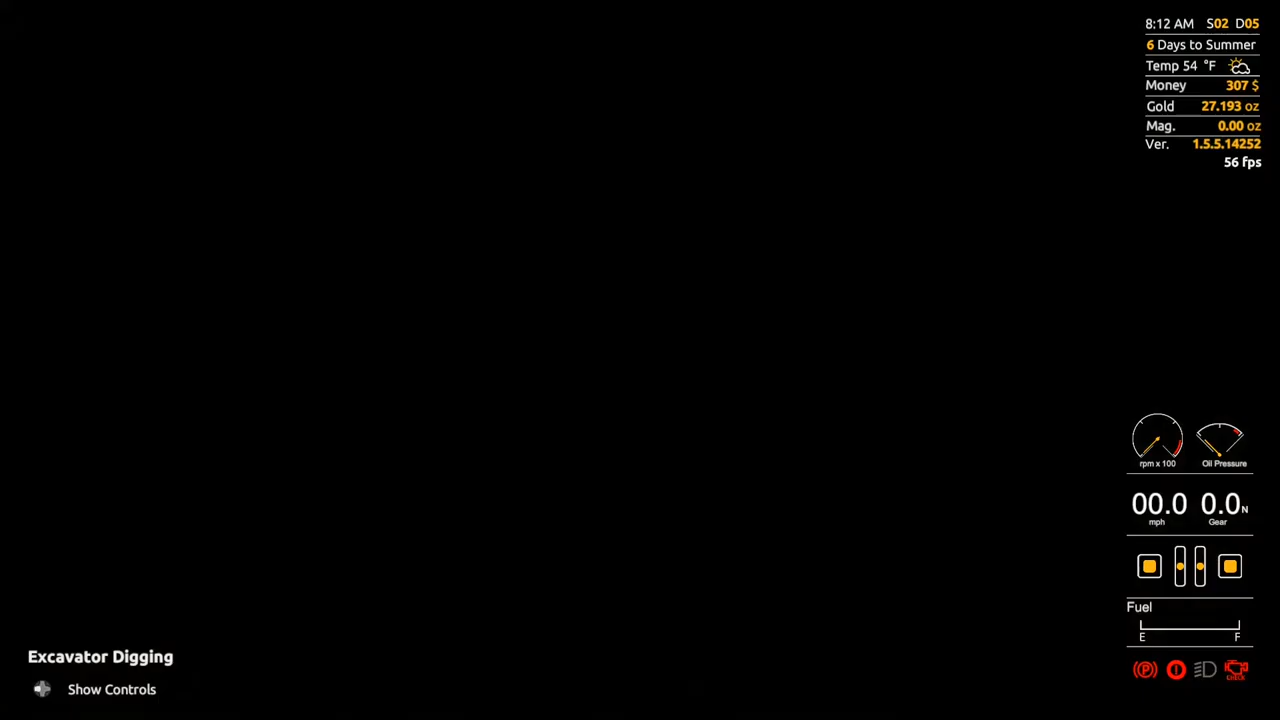 8:12 AM S02 D05
6 Days to Summer
Temp 54 °F
Money 307 $
Gold 27.193 oz
Mag. 0.00 oz
Ver. 1.5.5.14252
56 fps
rpm x 100 Oil Pressure
00.0 0.0N
mph Gear
Fuel
E F
Excavator Digging
P
CHECK
Show Controls